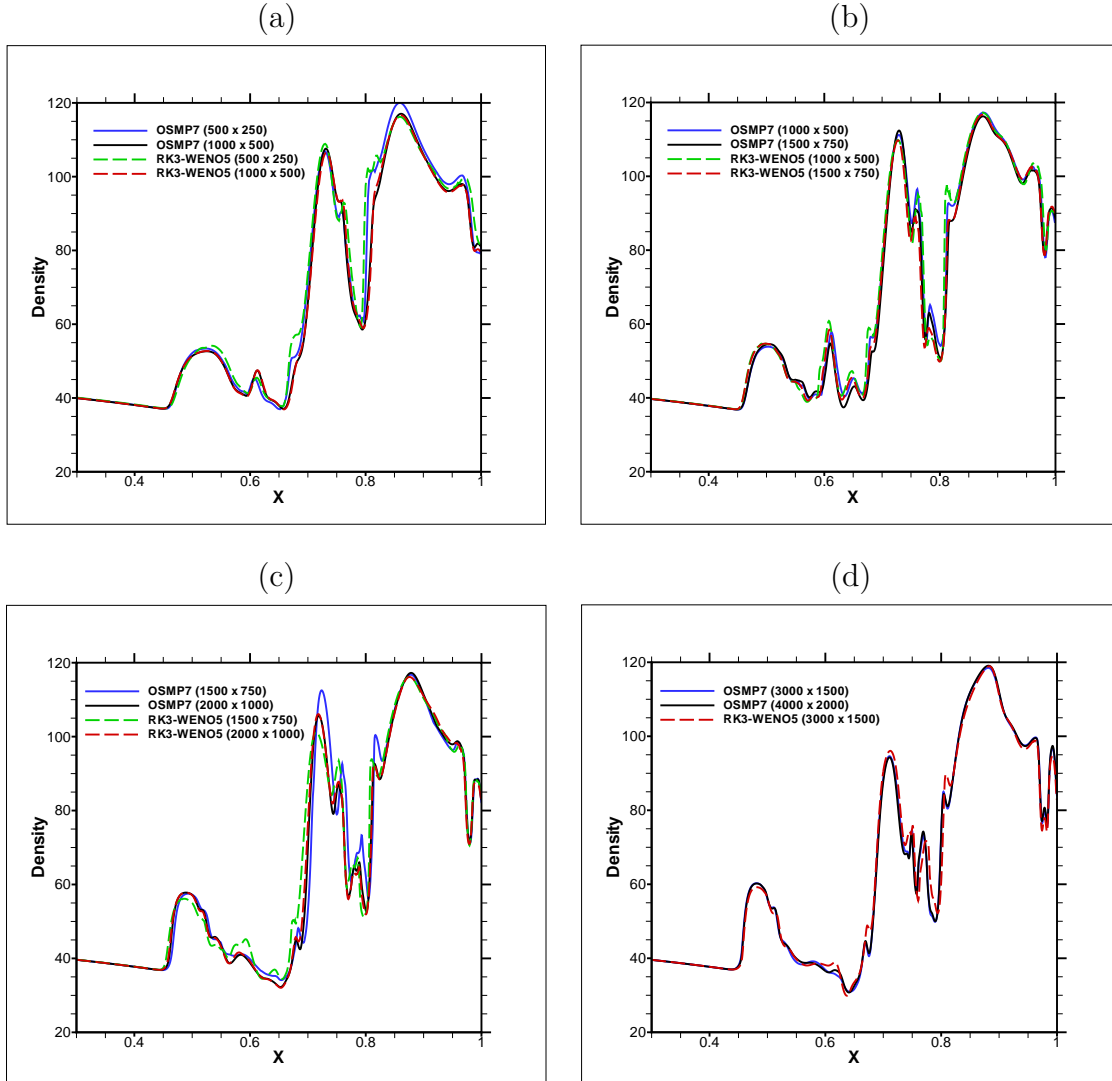 (a)
120
100
80
60
40
20
0.4
0.6
0.8
1
X
Density
OSMP7 (500 x 250)
OSMP7 (1000 x 500)
RK3-WENO5 (500 x 250)
RK3-WENO5 (1000 x 500)
(b)
120
100
80
60
40
20
0.4
0.6
0.8
1
X
Density
OSMP7 (1000 x 500)
OSMP7 (1500 x 750)
RK3-WENO5 (1000 x 500)
RK3-WENO5 (1500 x 750)
(c)
120
100
80
60
40
20
0.4
0.6
0.8
1
X
Density
OSMP7 (1500 x 750)
OSMP7 (2000 x 1000)
RK3-WENO5 (1500 x 750)
RK3-WENO5 (2000 x 1000)
(d)
120
100
80
60
40
20
0.4
0.6
0.8
1
X
Density
OSMP7 (3000 x 1500)
OSMP7 (4000 x 2000)
RK3-WENO5 (3000 x 1500)